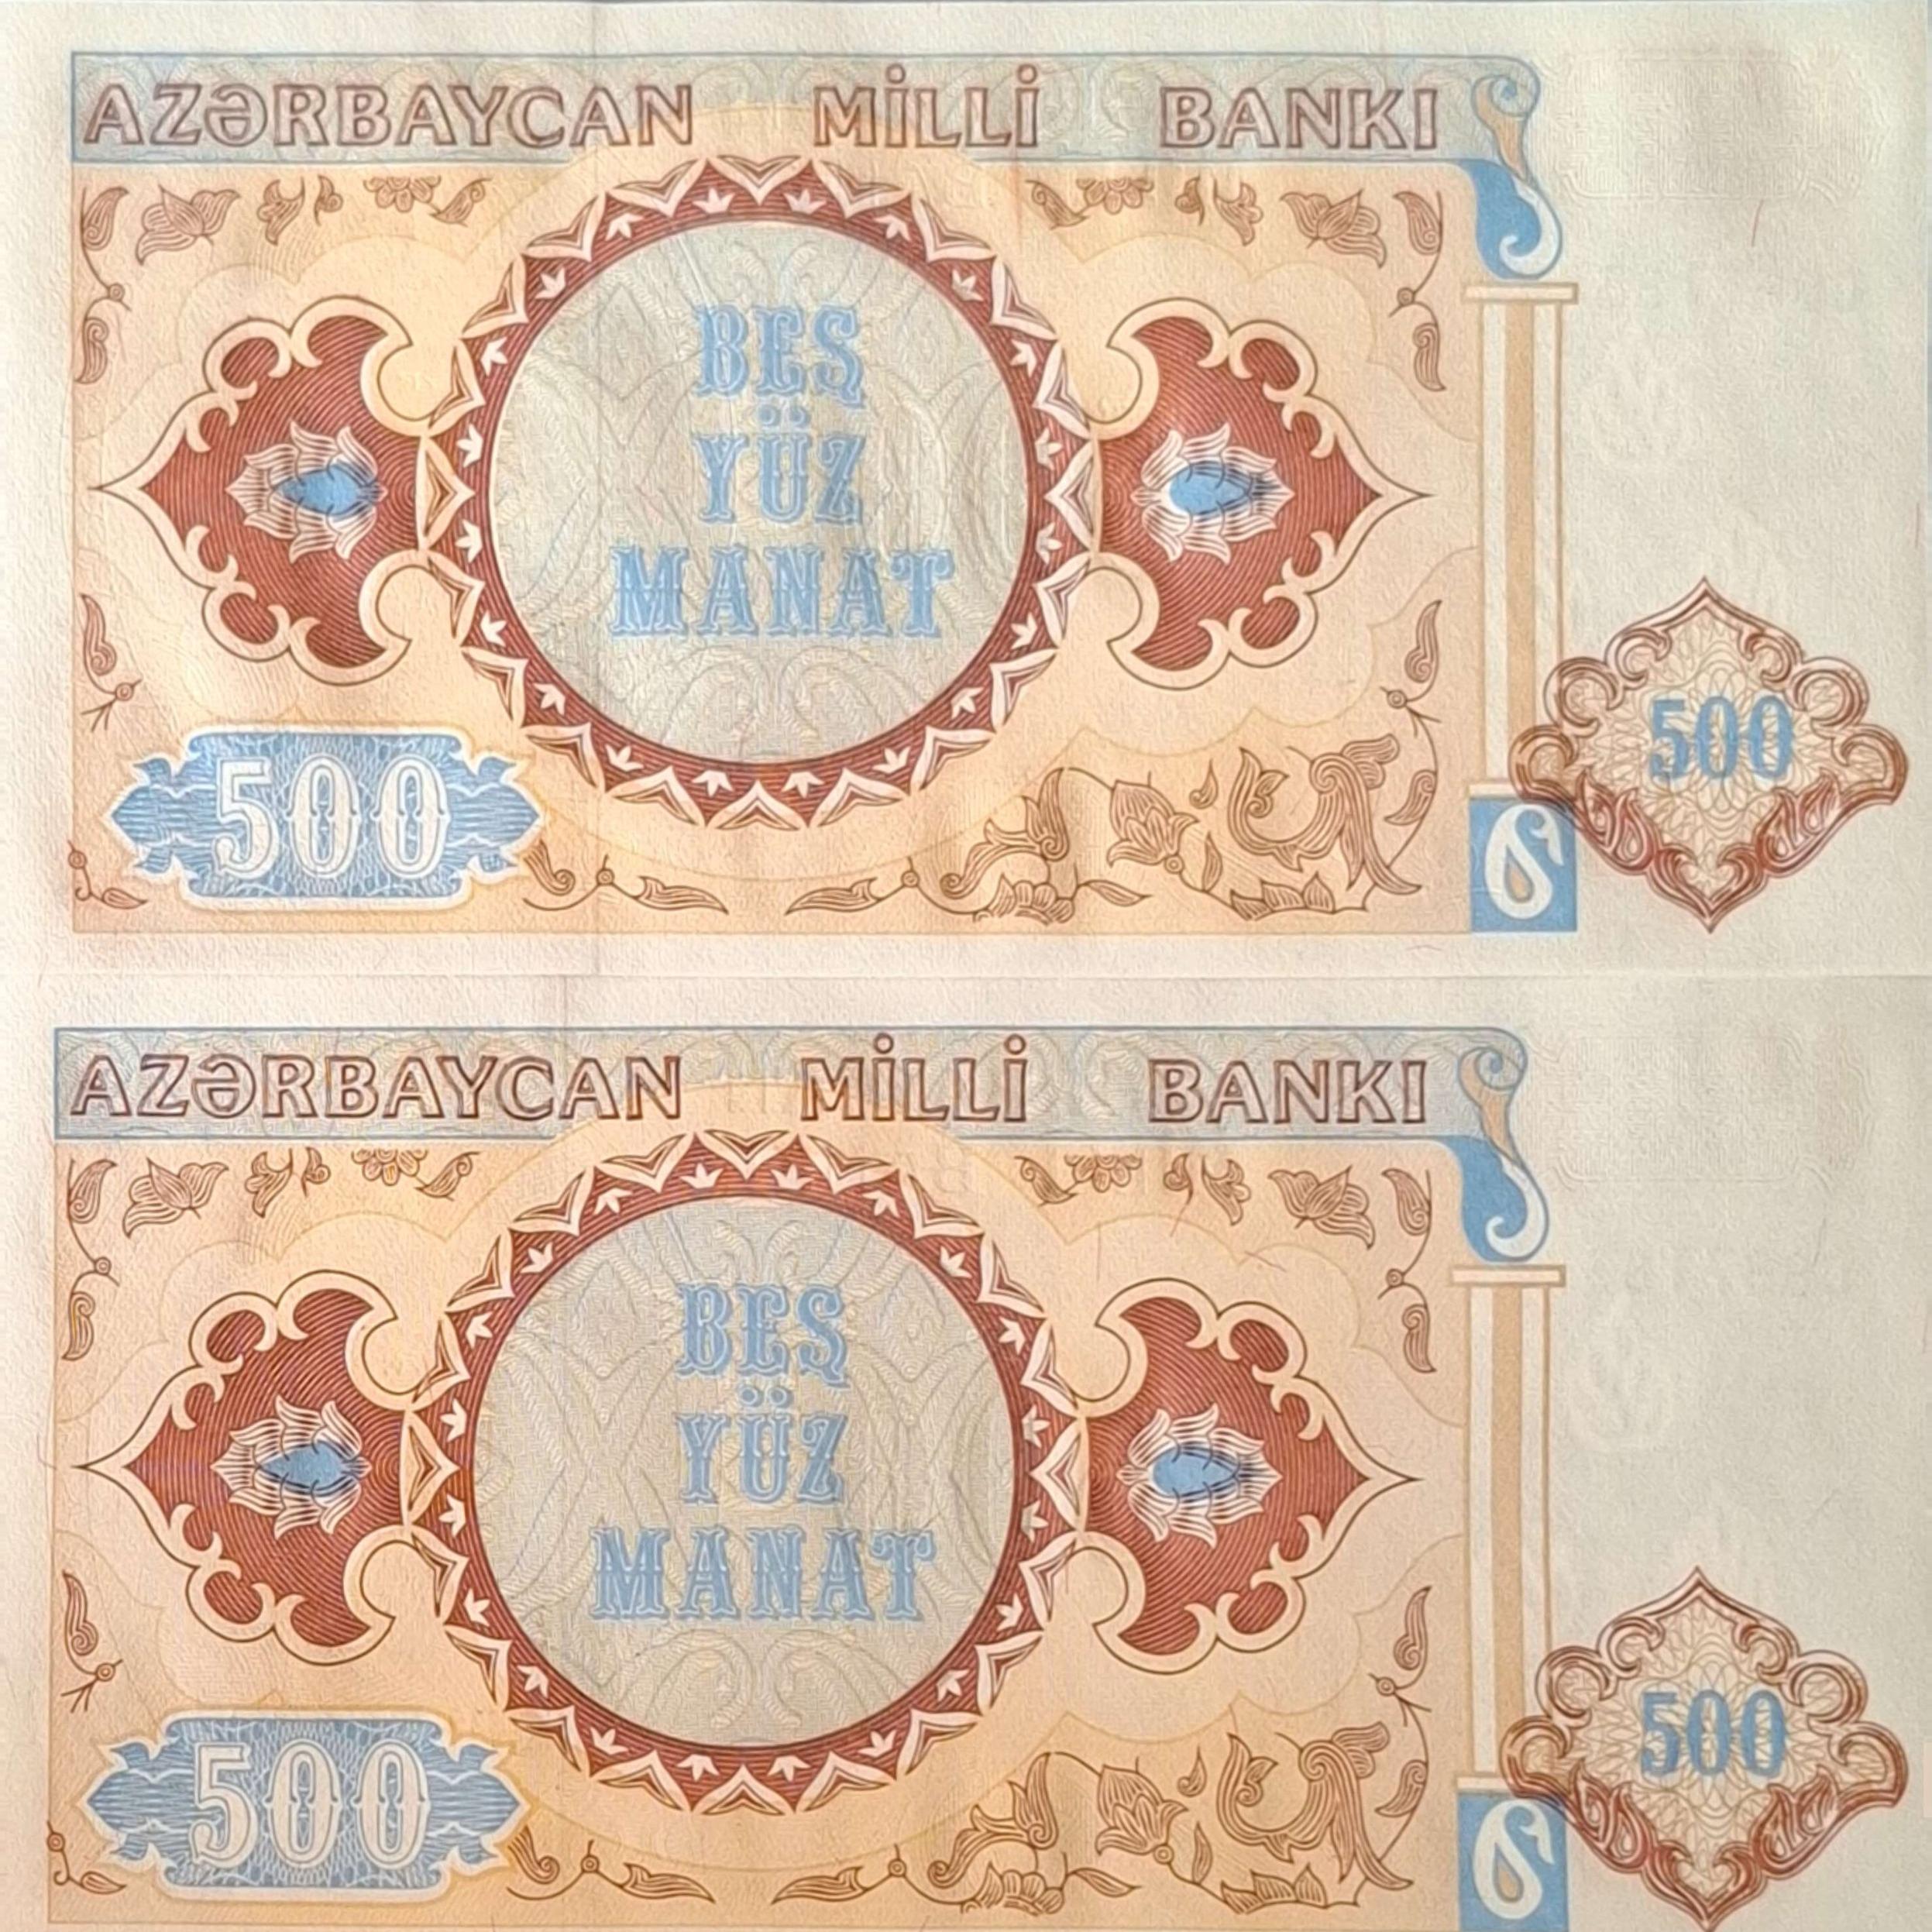 AZƏRBAYCAN MİLLİ BANKI
BEŞ
YÜZ
MANAT
500
500
AZƏRBAYCAN MİLLİ BANKI
BEŞ
YÜZ
MANAT
500
500